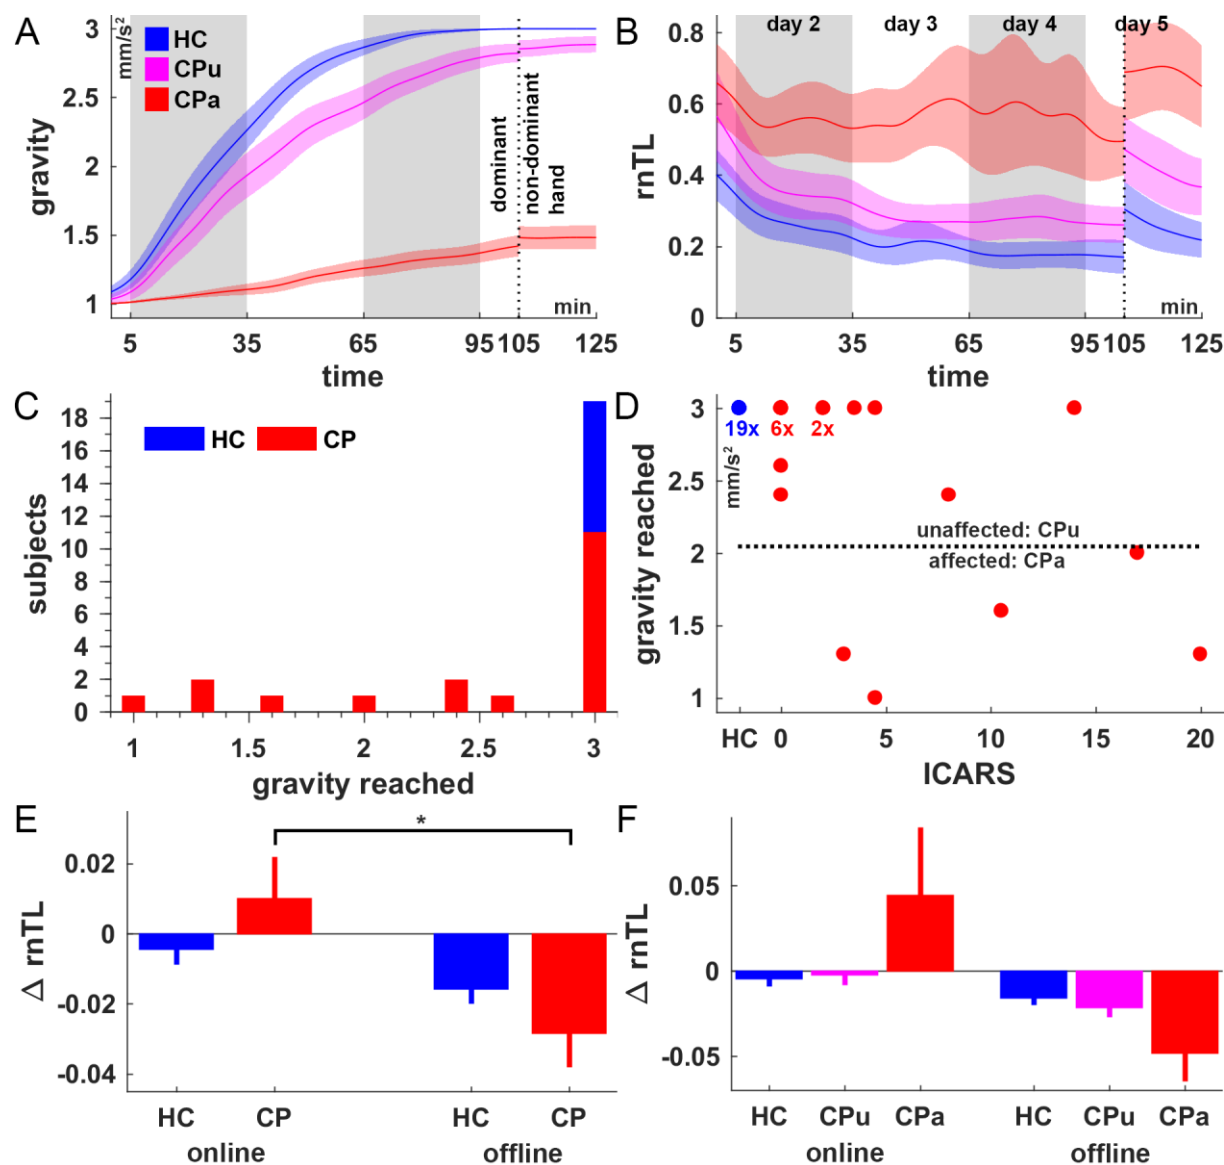 A
mm/s²
HC
CPu
CPa
gravity
3
2.5
2
1.5
1
dominant
non-dominant
hand
min
5 35 65 95 105 125
time
B
day 2 day 3 day 4 day 5
rnTL
0.8
0.6
0.4
0.2
0
min
5 35 65 95 105 125
time
C
HC CP
subjects
18
16
14
12
10
8
6
4
2
0
1 1.5 2 2.5 3
gravity reached
D
gravity reached
mm/s²
3
2.5
2
1.5
1
19x 6x 2x
unaffected: CPu
affected: CPa
HC 0 5 10 15 20
ICARS
E
*
Δ rnTL
0.02
0
-0.02
-0.04
HC CP HC CP
online offline
F
Δ rnTL
0.05
0
-0.05
HC CPu CPa HC CPu CPa
online offline